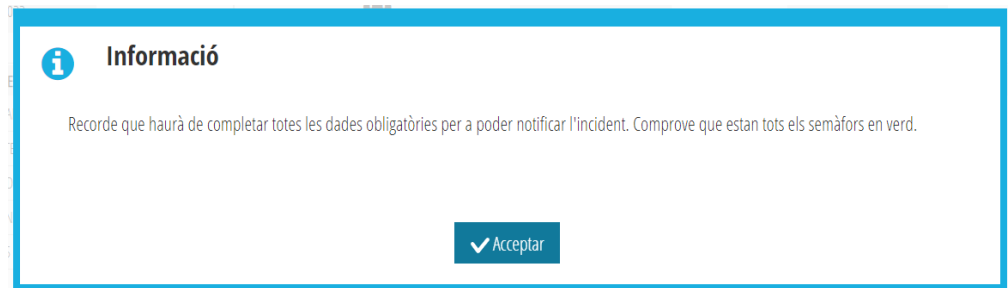 Informació
Recorde que haurà de completar totes les dades obligatòries per a poder notificar l'incident. Comprove que estan tots els semàfors en verd.
Acceptar